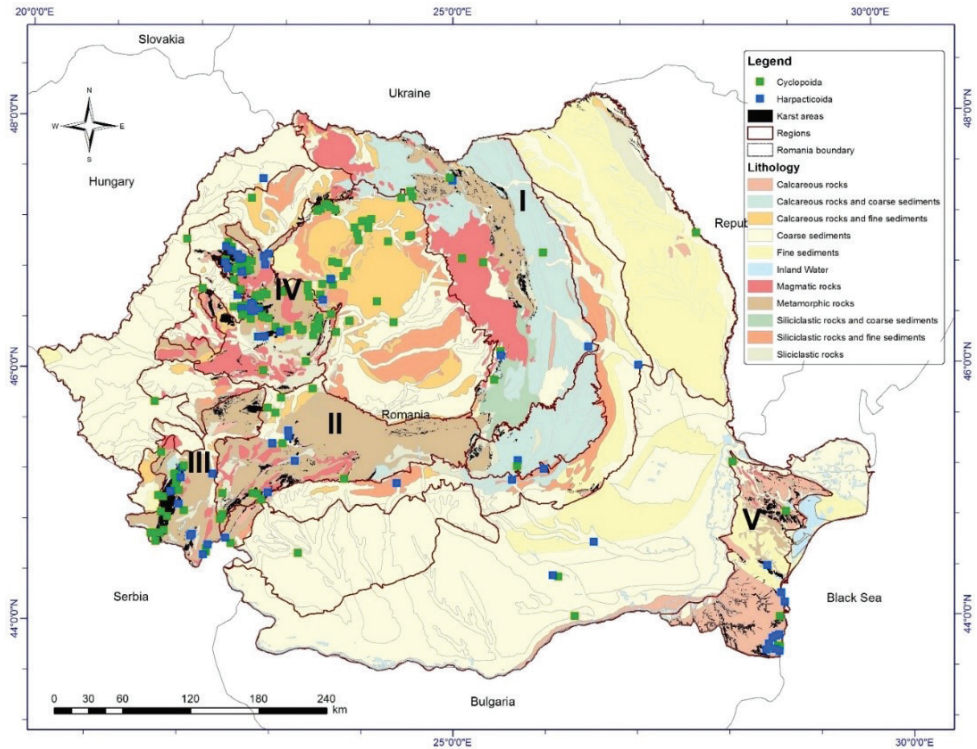 20°0'0"E
25°0'0"E
30°0'0"E
Slovakia
Ukraine
48°0'0"N
48°0'0"N
N
W
E
S
Hungary
Legend
Cyclopoida
Harpacticoida
Karst areas
Regions
Romania boundary
Lithology
Calcareous rocks
Calcareous rocks and coarse sediments
Calcareous rocks and fine sediments
Coarse sediments
Fine sediments
Inland Water
Magmatic rocks
Metamorphic rocks
Siliciclastic rocks and coarse sediments
Siliciclastic rocks and fine sediments
Sliciclastic rocks
I
Repub
IV
46°0'0"N
46°0'0"N
Romania
II
III
V
Serbia
Black Sea
44°0'0"N
44°0'0"N
Bulgaria
0 30 60 120 180 240
km
25°0'0"E
30°0'0"E